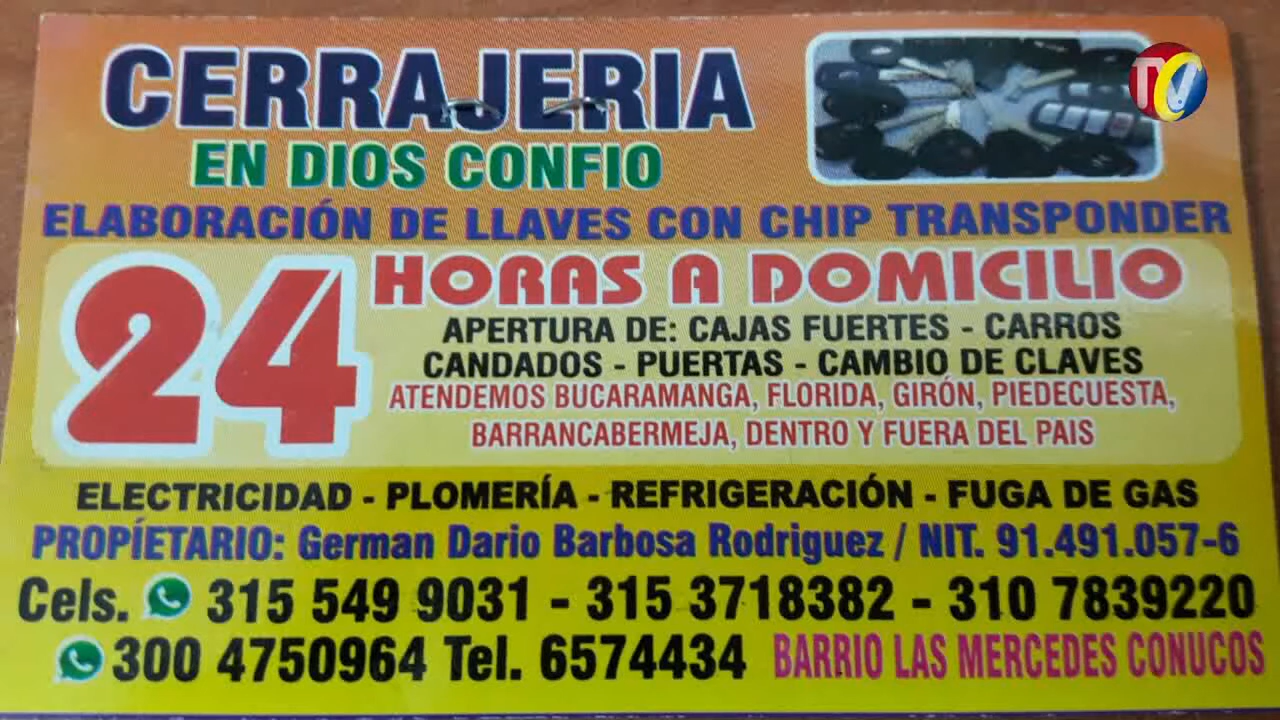 TVC
CERRAJERIA
EN DIOS CONFIO
ELABORACIÓN DE LLAVES CON CHIP TRANSPONDER
24 HORAS A DOMICILIO
APERTURA DE: CAJAS FUERTES - CARROS
CANDADOS - PUERTAS - CAMBIO DE CLAVES
ATENDEMOS BUCARAMANGA, FLORIDA, GIRÓN, PIEDECUESTA,
BARRANCABERMEJA, DENTRO Y FUERA DEL PAIS
ELECTRICIDAD - PLOMERÍA - REFRIGERACIÓN - FUGA DE GAS
PROPÍETARIO: German Dario Barbosa Rodriguez / NIT. 91.491.057-6
Cels. 315 549 9031 - 315 3718382 - 310 7839220
300 4750964 Tel. 6574434 BARRIO LAS MERCEDES CONUCOS